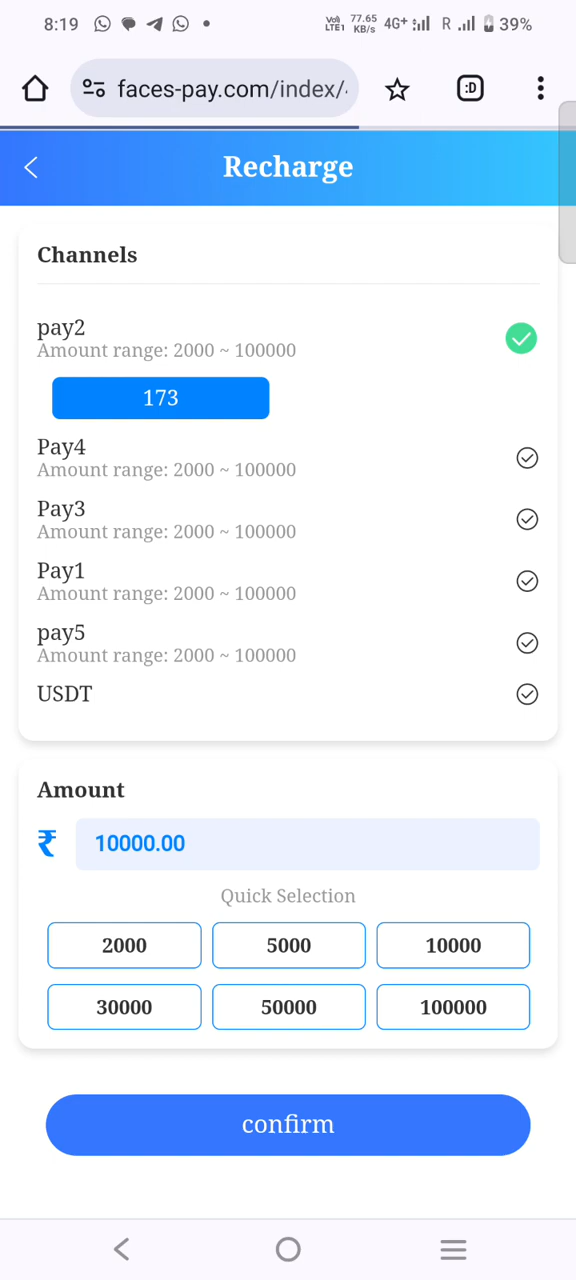 8:19
Vol) LTE1 77.65 KB/s 4G+ R 39%
faces-pay.com/index/
:D
Recharge
Channels
pay2
Amount range: 2000 ~ 100000
173
Pay4
Amount range: 2000 ~ 100000
Pay3
Amount range: 2000 ~ 100000
Pay1
Amount range: 2000 ~ 100000
pay5
Amount range: 2000 ~ 100000
USDT
Amount
₹ 10000.00
Quick Selection
2000 5000 10000
30000 50000 100000
confirm